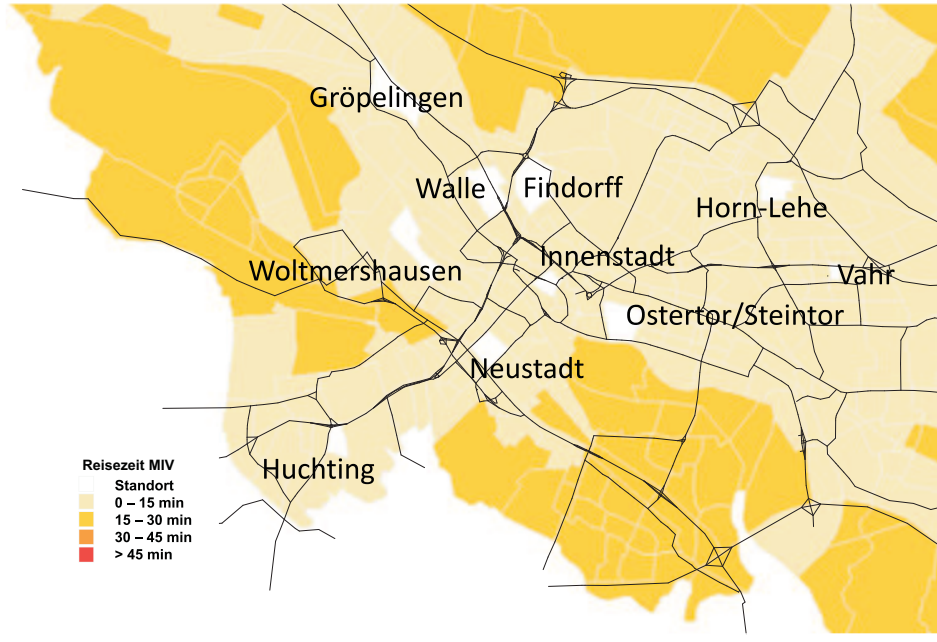 Gröpelingen
Walle
Findorff
Horn-Lehe
Innenstadt
Woltmershausen
Vahr
Ostertor/Steintor
Neustadt
Huchting
Reisezeit MIV
Standort
0 – 15 min
15 – 30 min
30 – 45 min
> 45 min